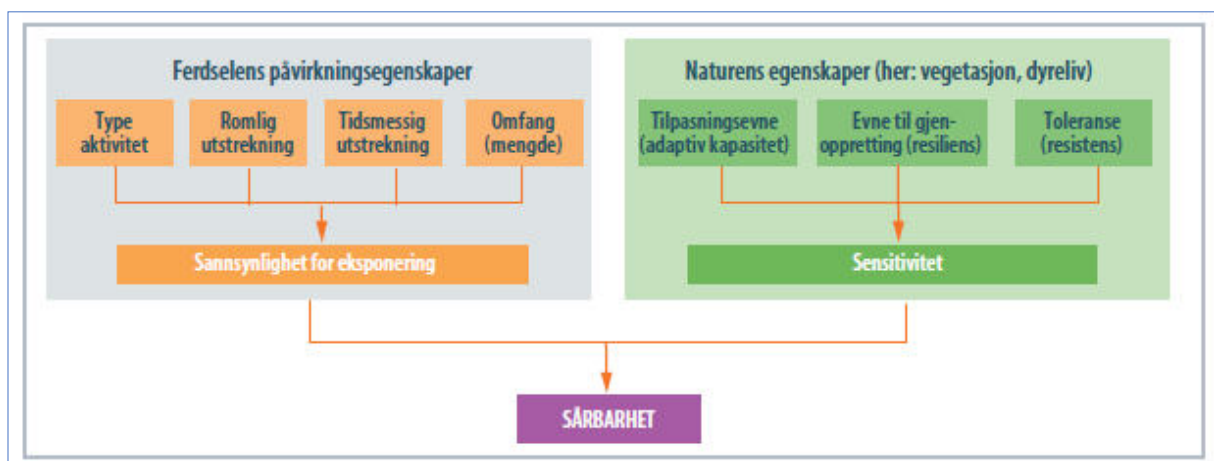 Ferdselens påvirkningsegenskaper
Type
aktivitet
Romlig
utstrekning
Tidsmessig
utstrekning
Omfang
(mengde)
Sannsynlighet for eksponering
Naturens egenskaper (her: vegetasjon, dyreliv)
Tilpasningsevne
(adaptiv kapasitet)
Evne til gjen-
oppretting (resiliens)
Toleranse
(resistens)
Sensitivitet
SÅRBARHET